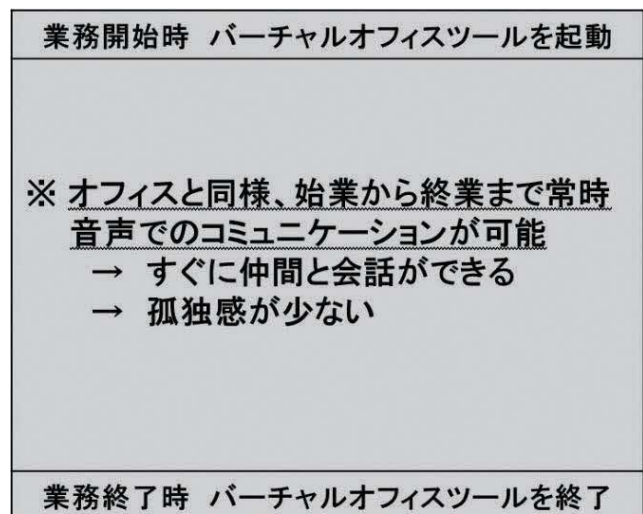 業務開始時 バーチャルオフィスツールを起動
※ オフィスと同様、始業から終業まで常時
音声でのコミュニケーションが可能
→ すぐに仲間と会話ができる
→ 孤独感が少ない
業務終了時 バーチャルオフィスツールを終了